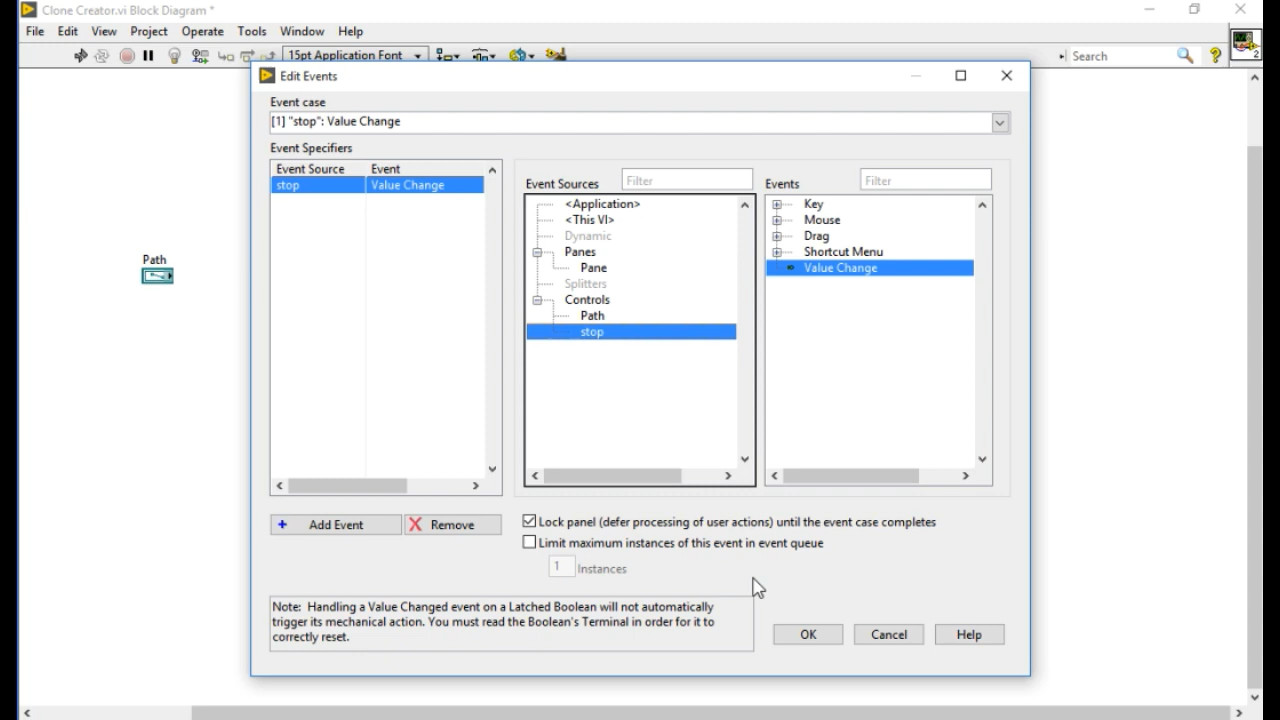 Clone Creator.vi Block Diagram *
File Edit View Project Operate Tools Window Help
15pt Application Font
Search
?
2
Edit Events
Event case
[1] "stop": Value Change
Event Specifiers
Event Source Event
stop Value Change
Event Sources Filter
<Application>
<This VI>
Dynamic
Panes
Pane
Splitters
Controls
Path
stop
Events Filter
Key
Mouse
Drag
Shortcut Menu
Value Change
Path
Add Event Remove
Lock panel (defer processing of user actions) until the event case completes
Limit maximum instances of this event in event queue
1 Instances
Note: Handling a Value Changed event on a Latched Boolean will not automatically
trigger its mechanical action. You must read the Boolean's Terminal in order for it to
correctly reset.
OK Cancel Help